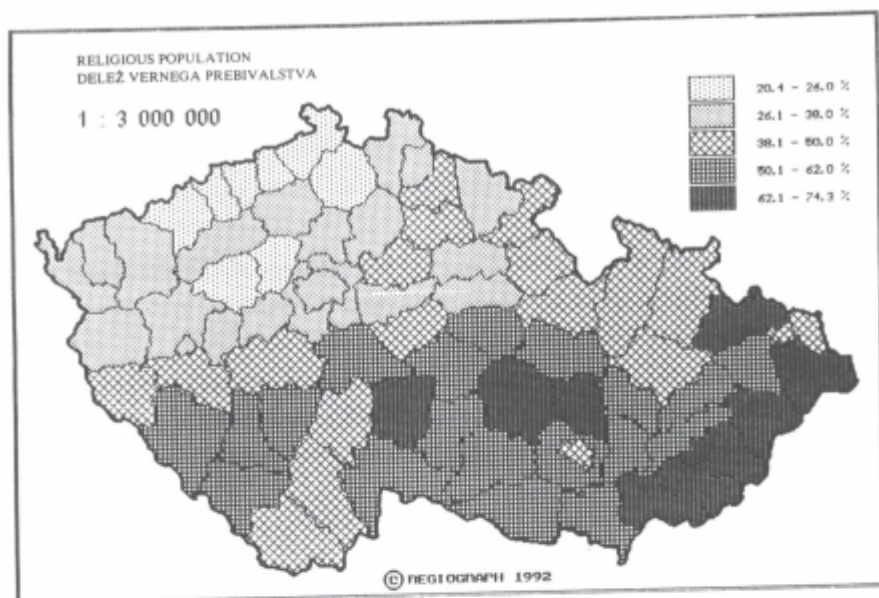 RELIGIOUS POPULATION
DELEŽ VERNEGA PREBIVALSTVA
1 : 3 000 000
20.4 - 26.0 %
26.1 - 38.0 %
38.1 - 50.0 %
50.1 - 62.0 %
62.1 - 74.3 %
© REGIOGRAPH 1992